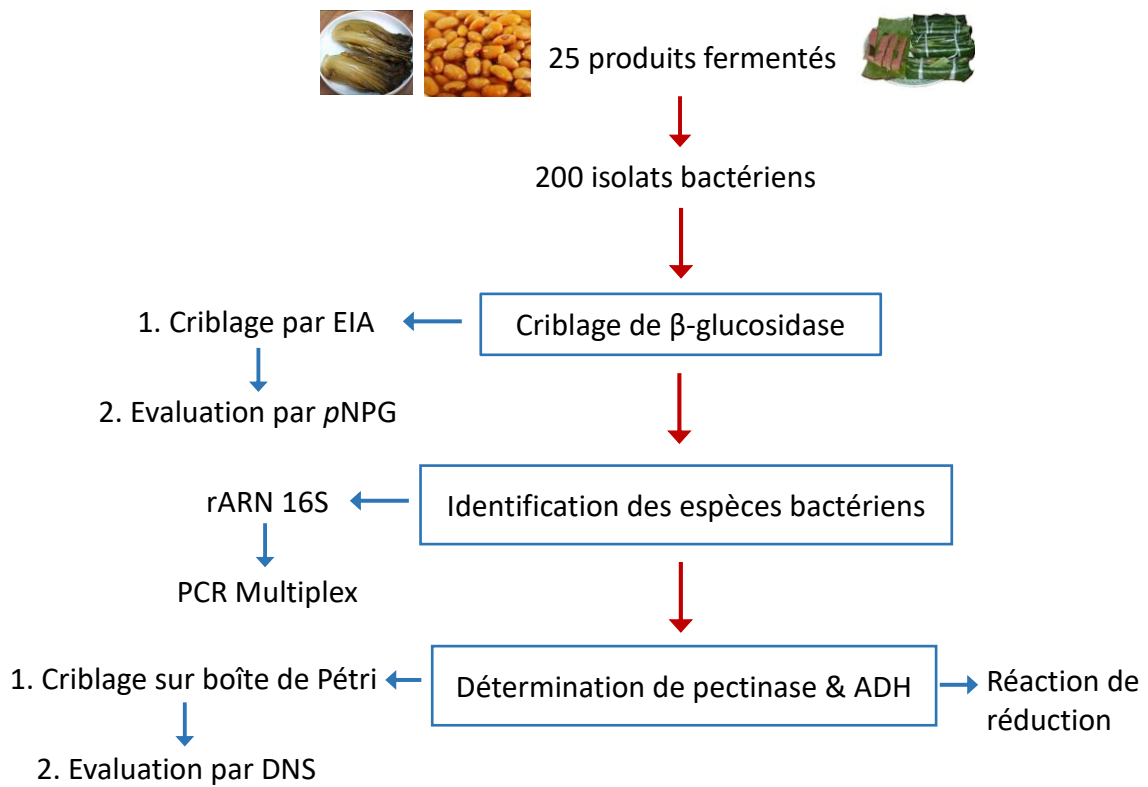 25 produits fermentés
200 isolats bactériens
1. Criblage par EIA
Criblage de β-glucosidase
2. Evaluation par pNPG
rARN 16S
Identification des espèces bactériens
PCR Multiplex
1. Criblage sur boîte de Pétri
Détermination de pectinase & ADH
Réaction de
réduction
2. Evaluation par DNS